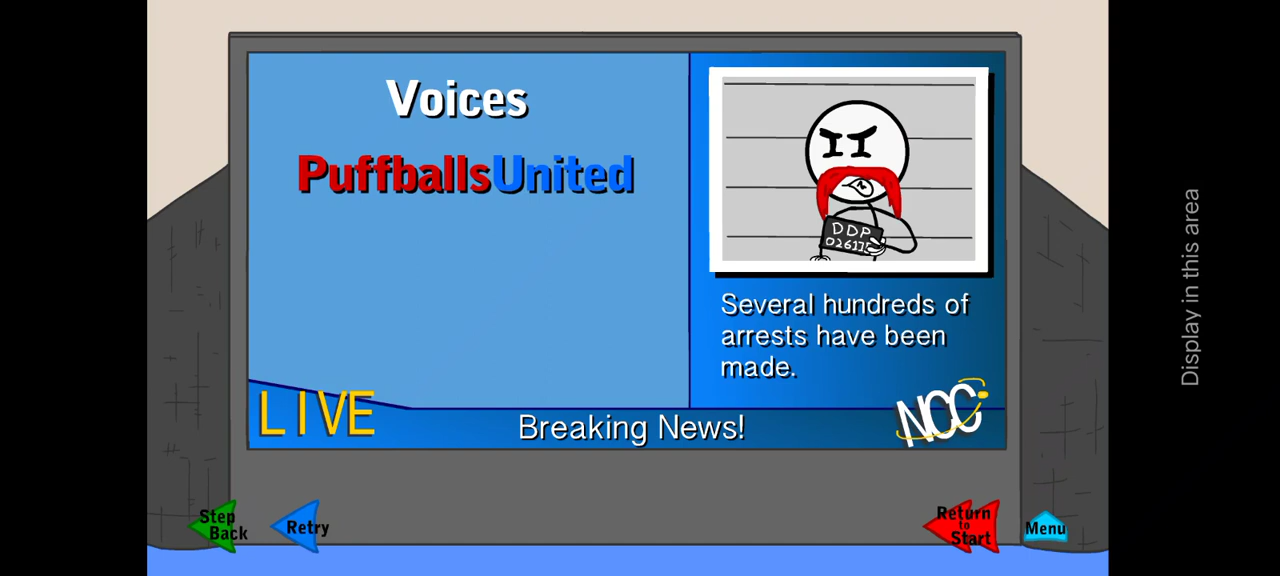 Voices
PuffballsUnited
DDP
Several hundreds of
arrests have been
made.
LIVE
Breaking News!
NCC
Step
Back
Retry
Return
to
Start
Menu
Display in this area